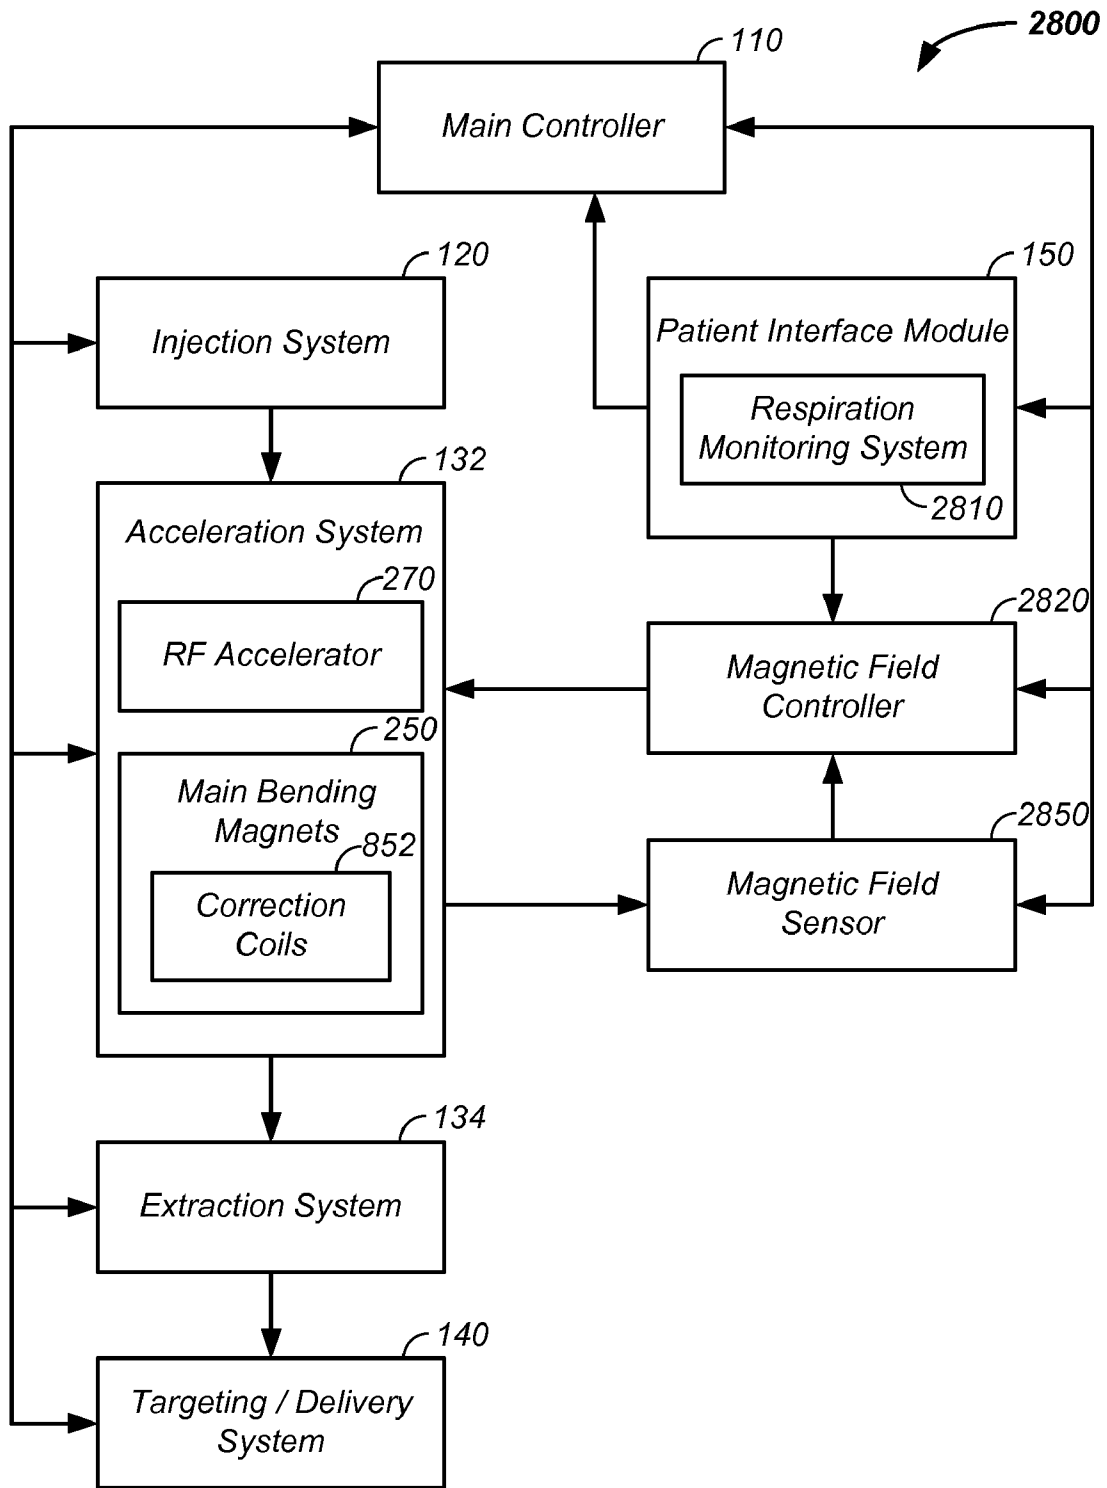 2800
110
Main Controller
120
Injection System
150
Patient Interface Module
Respiration
Monitoring System
2810
132
Acceleration System
270
RF Accelerator
250
Main Bending
Magnets
852
Correction
Coils
2820
Magnetic Field
Controller
2850
Magnetic Field
Sensor
134
Extraction System
140
Targeting / Delivery
System